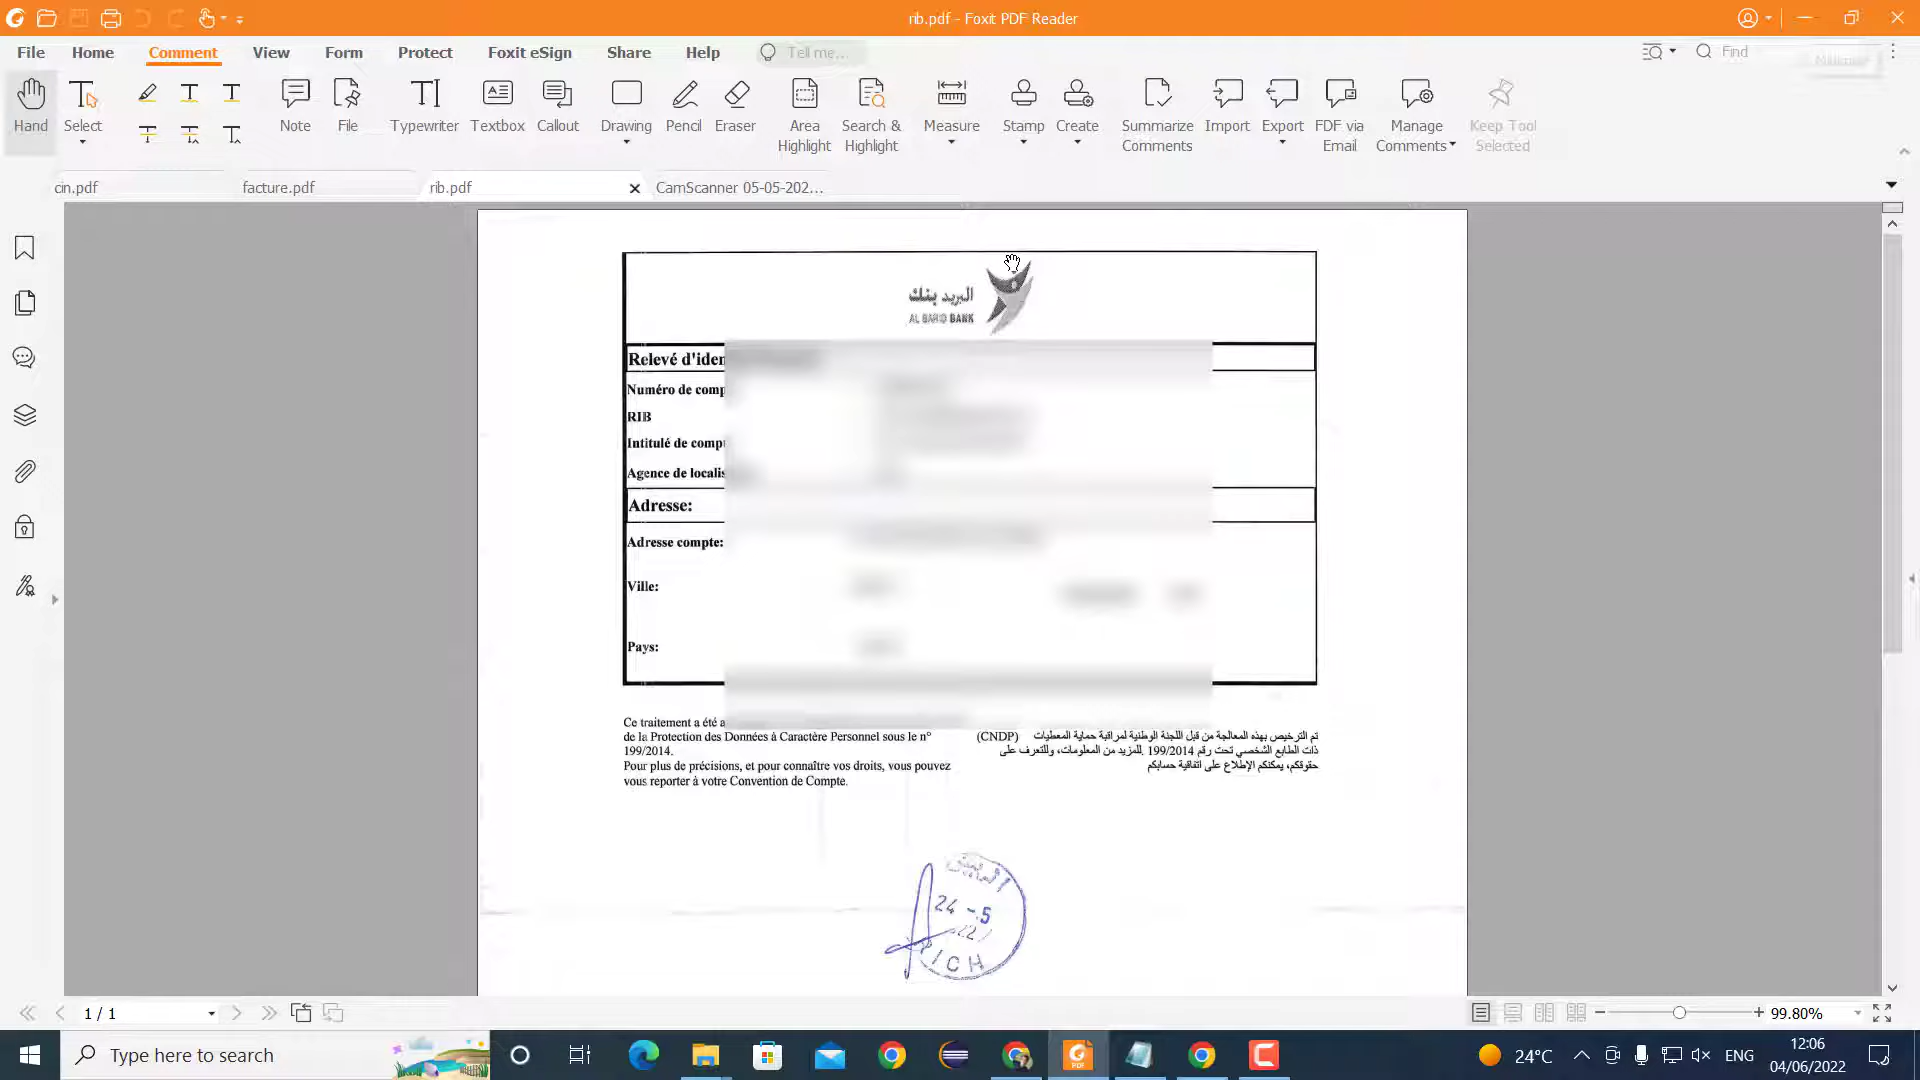 rib.pdf - Foxit PDF Reader
File Home Comment View Form Protect Foxit eSign Share Help Tell me... Find
Hand Select Note File Typewriter Textbox Callout Drawing Pencil Eraser Area Highlight Search & Highlight Measure Stamp Create Summarize Comments Import Export FDF via Email Manage Comments Keep Tool Selected
cin.pdf facture.pdf rib.pdf CamScanner 05-05-202...
البريد بنك
AL BARID BANK
Relevé d'iden
Numéro de comp
RIB
Intitulé de comp
Agence de localis
Adresse:
Adresse compte:
Ville:
Pays:
Ce traitement a été a
de la Protection des Données à Caractère Personnel sous le n°
199/2014.
Pour plus de précisions, et pour connaître vos droits, vous pouvez
vous reporter à votre Convention de Compte.
تم الترخيص بهذه المعالجة من قبل اللجنة الوطنية لمراقبة حماية المعطيات (CNDP)
ذات الطابع الشخصي تحت رقم 199/2014 .للمزيد من المعلومات، وللتعرف على
حقوقكم، يمكنكم الإطلاع على اتفاقية حسابكم
24 -.5
22
RICH
1 / 1
99.80%
Type here to search
24°C ENG
12:06
04/06/2022